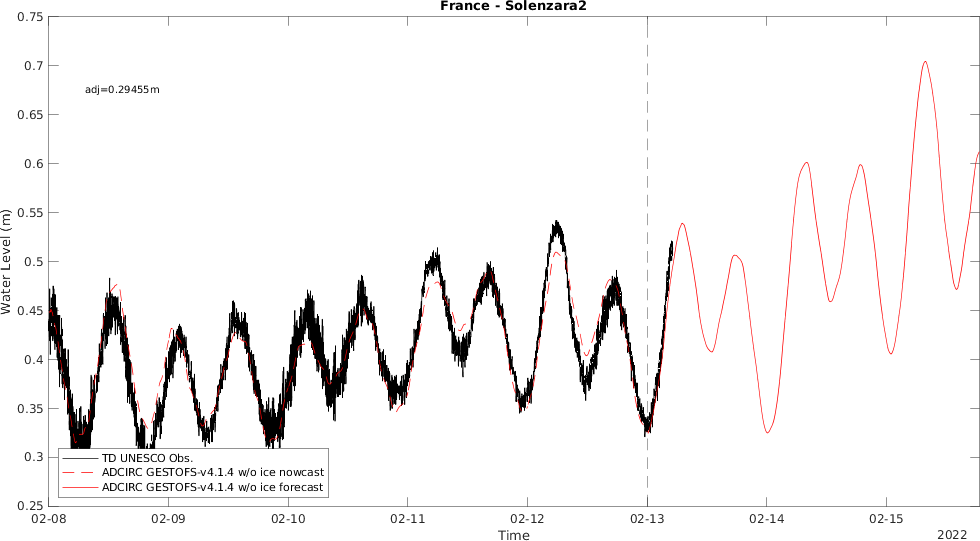 France - Solenzara2
0.75
0.7
0.65
0.6
0.55
0.5
0.45
0.4
0.35
0.3
0.25
Water Level (m)
adj=0.29455m
TD UNESCO Obs.
ADCIRC GESTOFS-v4.1.4 w/o ice nowcast
ADCIRC GESTOFS-v4.1.4 w/o ice forecast
02-08 02-09 02-10 02-11 02-12 02-13 02-14 02-15
Time
2022